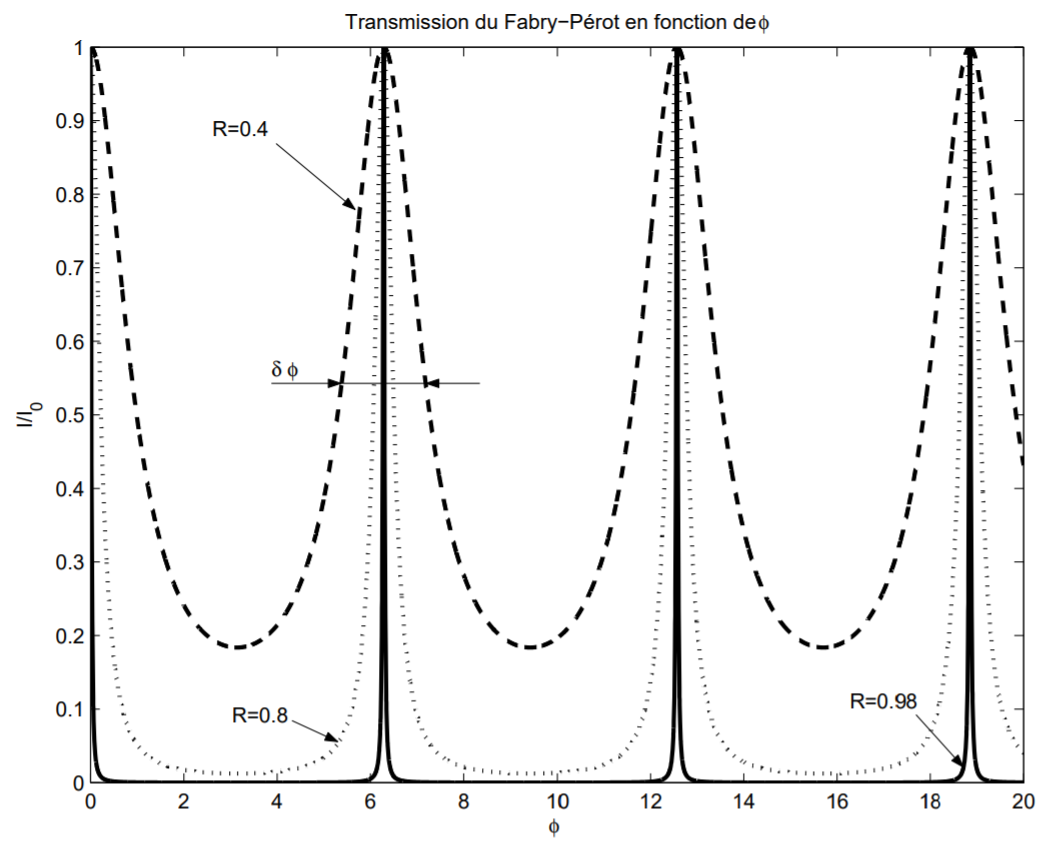 Transmission du Fabry−Pérot en fonction de ϕ
1
0.9
R=0.4
0.8
0.7
0.6
δ ϕ
I/I0
0.5
0.4
0.3
0.2
0.1
R=0.8
R=0.98
0
0 2 4 6 8 10 12 14 16 18 20
ϕ